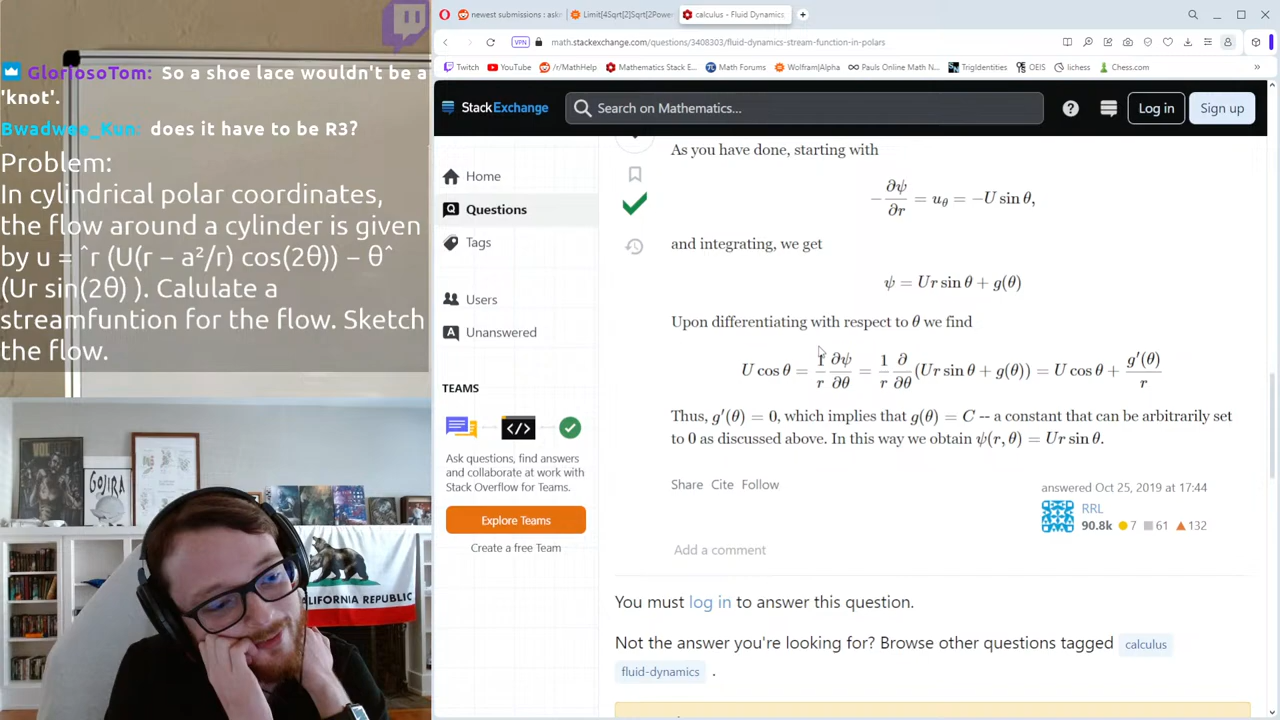 newest submissions : ask
Limit[4Sqrt[2]Sqrt[2Power
calculus - Fluid Dynamics,
math.stackexchange.com/questions/3408303/fluid-dynamics-stream-function-in-polars
VPN
Twitch
YouTube
/r/MathHelp
Mathematics Stack E...
Math Forums
Wolfram|Alpha
Pauls Online Math N...
TrigIdentities
OEIS
lichess
Chess.com
GloriosoTom: So a shoe lace wouldn't be a
'knot'.
Bwadwee_Kun: does it have to be R3?
Problem:
In cylindrical polar coordinates,
the flow around a cylinder is given
by u = ˆr (U(r − a²/r) cos(2θ)) − θˆ
(Ur sin(2θ) ). Calulate a
streamfuntion for the flow. Sketch
the flow.
VOL
GOJIRA
CALIFORNIA REPUBLIC
StackExchange
Search on Mathematics...
Log in
Sign up
Home
Questions
Tags
Users
Unanswered
TEAMS
Ask questions, find answers
and collaborate at work with
Stack Overflow for Teams.
Explore Teams
Create a free Team
As you have done, starting with
−∂ψ/∂r = uθ = −U sin θ,
and integrating, we get
ψ = Ur sin θ + g(θ)
Upon differentiating with respect to θ we find
U cos θ = 1/r ∂ψ/∂θ = 1/r ∂/∂θ (Ur sin θ + g(θ)) = U cos θ + g′(θ)/r
Thus, g′(θ) = 0, which implies that g(θ) = C -- a constant that can be arbitrarily set
to 0 as discussed above. In this way we obtain ψ(r, θ) = Ur sin θ.
Share Cite Follow
answered Oct 25, 2019 at 17:44
RRL
90.8k 7 61 132
Add a comment
You must log in to answer this question.
Not the answer you're looking for? Browse other questions tagged calculus
fluid-dynamics .